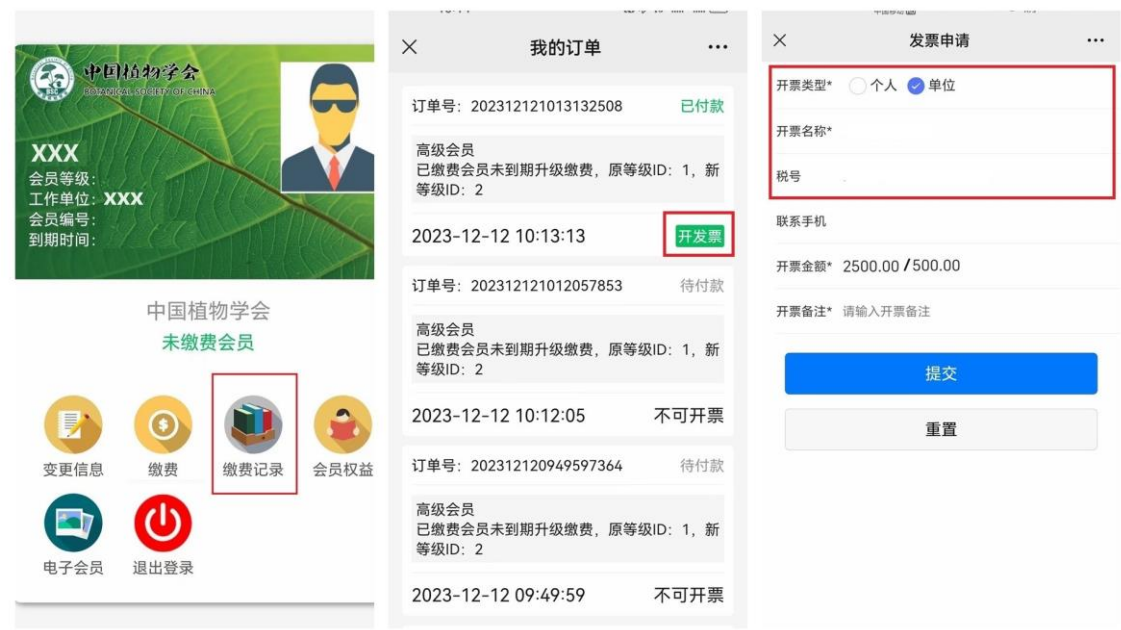 中国植物学会
BOTANICAL SOCIETY OF CHINA
BSC
XXX
会员等级:
工作单位: XXX
会员编号:
到期时间:
中国植物学会
未缴费会员
变更信息
缴费
缴费记录
会员权益
电子会员
退出登录
我的订单
订单号: 202312121013132508 已付款
高级会员
已缴费会员未到期升级缴费, 原等级ID: 1, 新
等级ID: 2
2023-12-12 10:13:13 开发票
订单号: 202312121012057853 待付款
高级会员
已缴费会员未到期升级缴费, 原等级ID: 1, 新
等级ID: 2
2023-12-12 10:12:05 不可开票
订单号: 202312120949597364 待付款
高级会员
已缴费会员未到期升级缴费, 原等级ID: 1, 新
等级ID: 2
2023-12-12 09:49:59 不可开票
发票申请
开票类型* 个人 单位
开票名称*
税号
联系手机
开票金额* 2500.00 /500.00
开票备注* 请输入开票备注
提交
重置